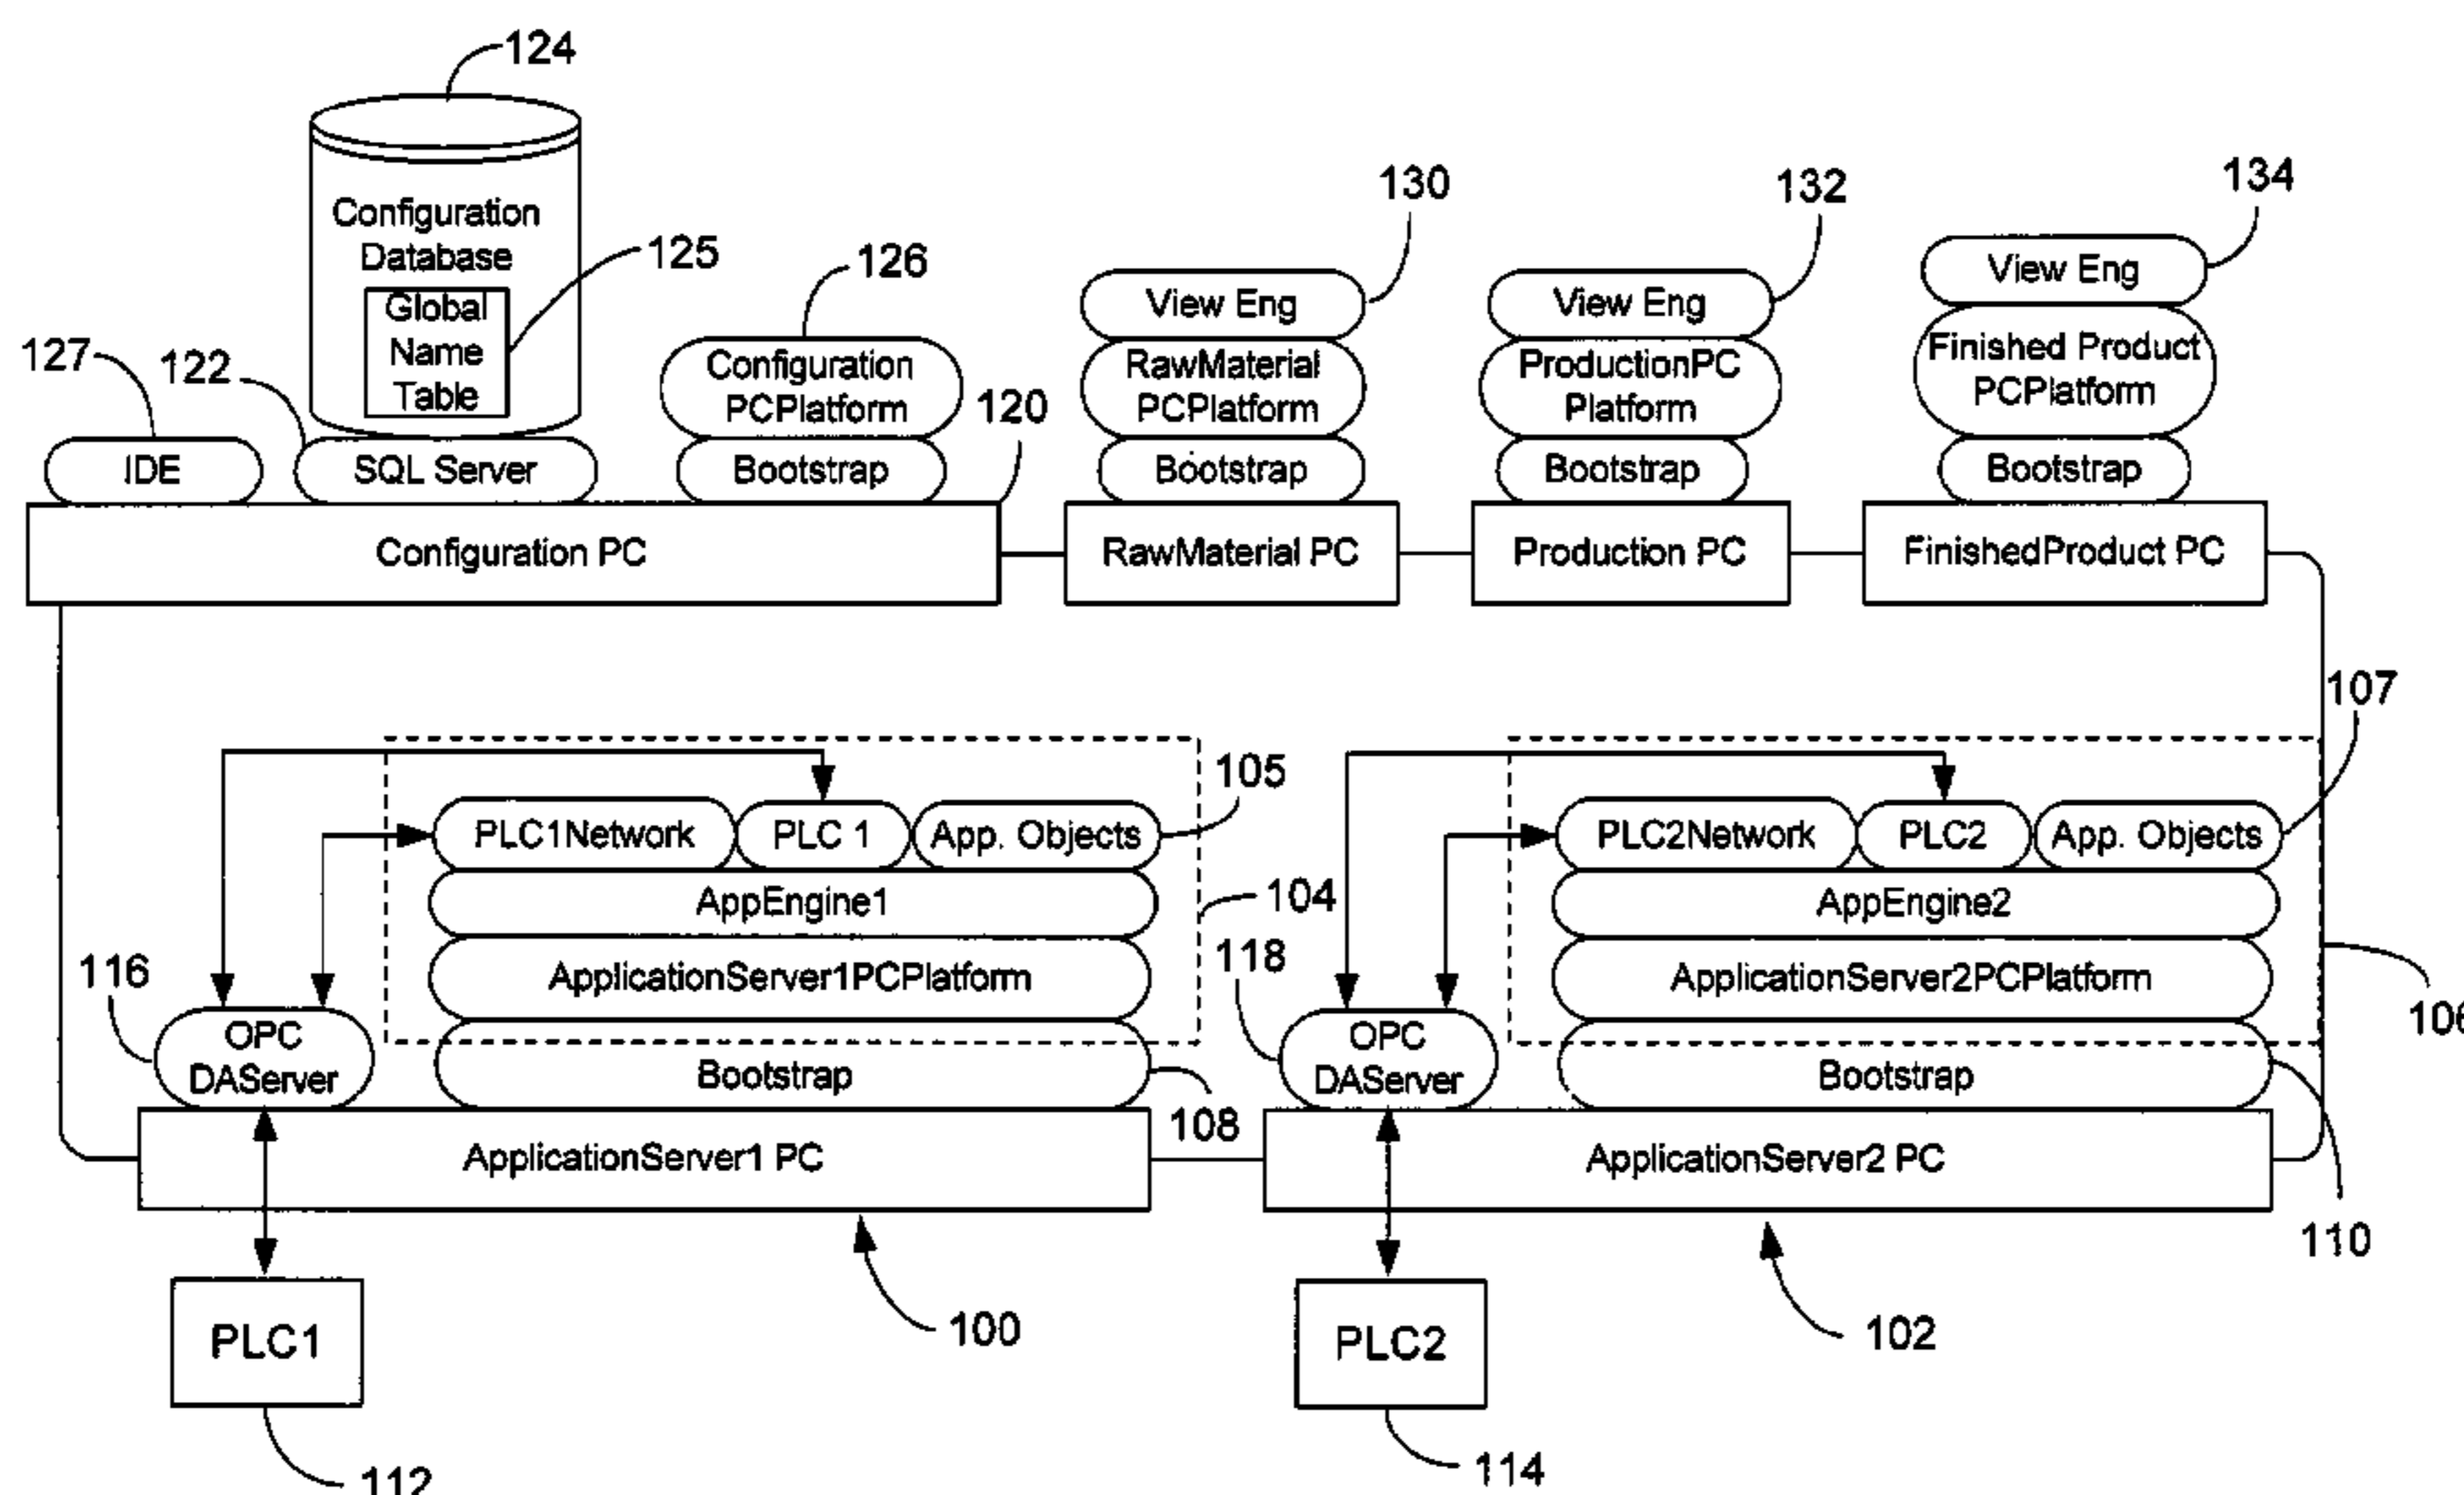 124
Configuration
Database
Global
Name
Table
125
127
122
126
130
132
134
IDE
SQL Server
Configuration
PCPlatform
Bootstrap
120
View Eng
RawMaterial
PCPlatform
Bootstrap
View Eng
ProductionPC
Platform
Bootstrap
View Eng
Finished Product
PCPlatform
Bootstrap
Configuration PC
RawMaterial PC
Production PC
FinishedProduct PC
PLC1Network
PLC 1
App. Objects
105
AppEngine1
104
ApplicationServer1PCPlatform
116
OPC
DAServer
Bootstrap
108
ApplicationServer1 PC
PLC1
100
112
107
PLC2Network
PLC2
App. Objects
AppEngine2
118
ApplicationServer2PCPlatform
106
OPC
DAServer
Bootstrap
110
ApplicationServer2 PC
PLC2
102
114